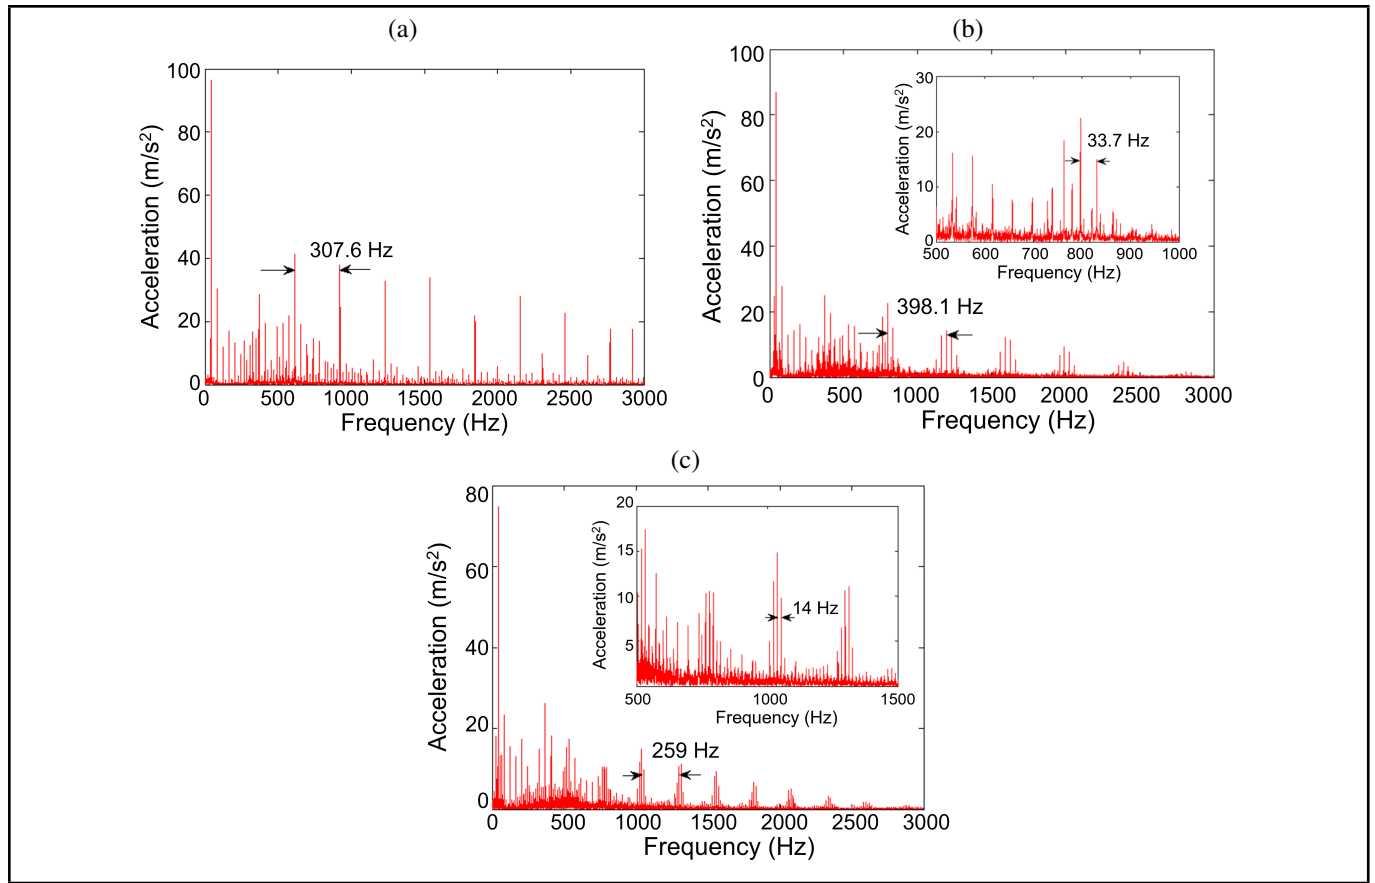 (a)
100
80
60
40
20
0
0 500 1000 1500 2000 2500 3000
Acceleration (m/s²)
Frequency (Hz)
307.6 Hz
(b)
100
80
60
40
20
0
0 500 1000 1500 2000 2500 3000
Acceleration (m/s²)
Frequency (Hz)
398.1 Hz
30
20
10
0
500 600 700 800 900 1000
Acceleration (m/s²)
Frequency (Hz)
33.7 Hz
(c)
80
60
40
20
0
0 500 1000 1500 2000 2500 3000
Acceleration (m/s²)
Frequency (Hz)
259 Hz
20
15
10
5
500 1000 1500
Acceleration (m/s²)
Frequency (Hz)
14 Hz